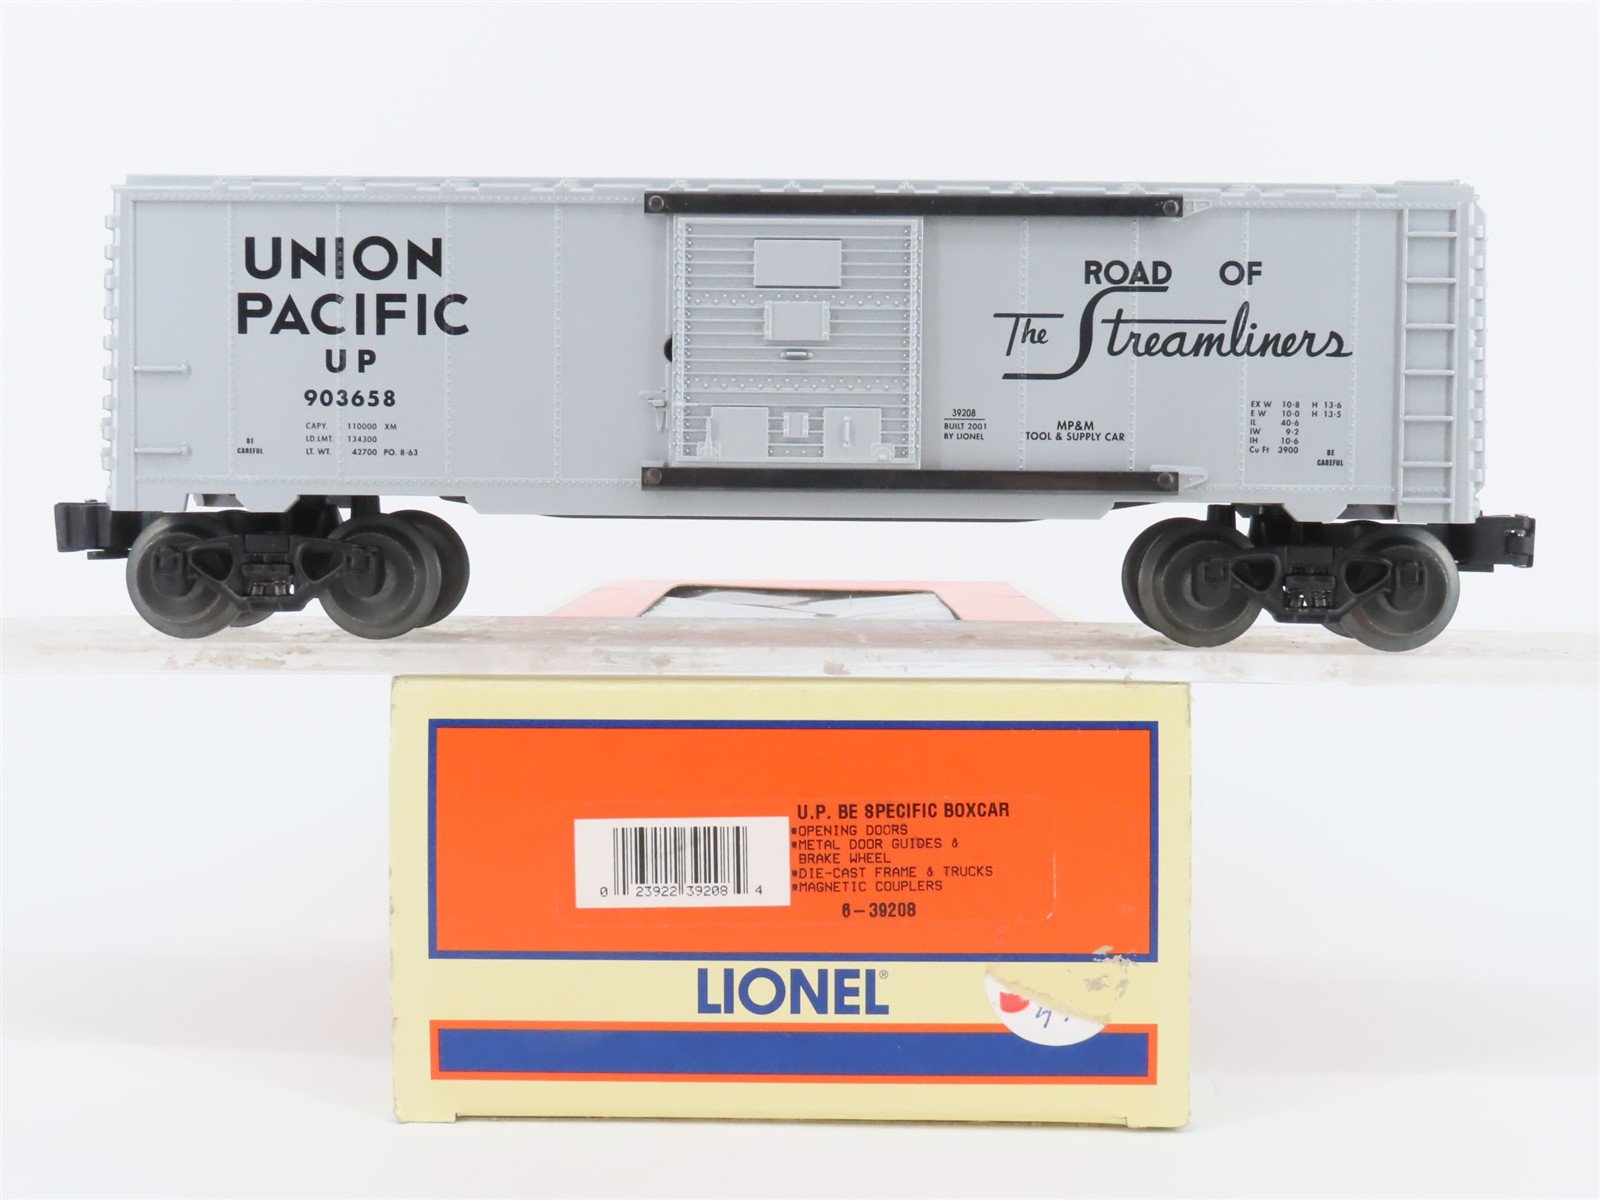 UNION
PACIFIC
UP
903658
CAPY. 110000 XM
LD.LMT. 134300
LT. WT. 42700 PO. 8-63
BE
CAREFUL
39208
BUILT 2001
BY LIONEL
MP&M
TOOL & SUPPLY CAR
ROAD OF
The Streamliners
EX W 10-8 H 13-6
E W 10-0 H 13-5
IL 40-6
IW 9-2
IH 10-6
Cu Ft 3900
BE
CAREFUL
U.P. BE SPECIFIC BOXCAR
*OPENING DOORS
*METAL DOOR GUIDES &
BRAKE WHEEL
*DIE-CAST FRAME & TRUCKS
*MAGNETIC COUPLERS
6-39208
0 23922 39208 4
LIONEL®